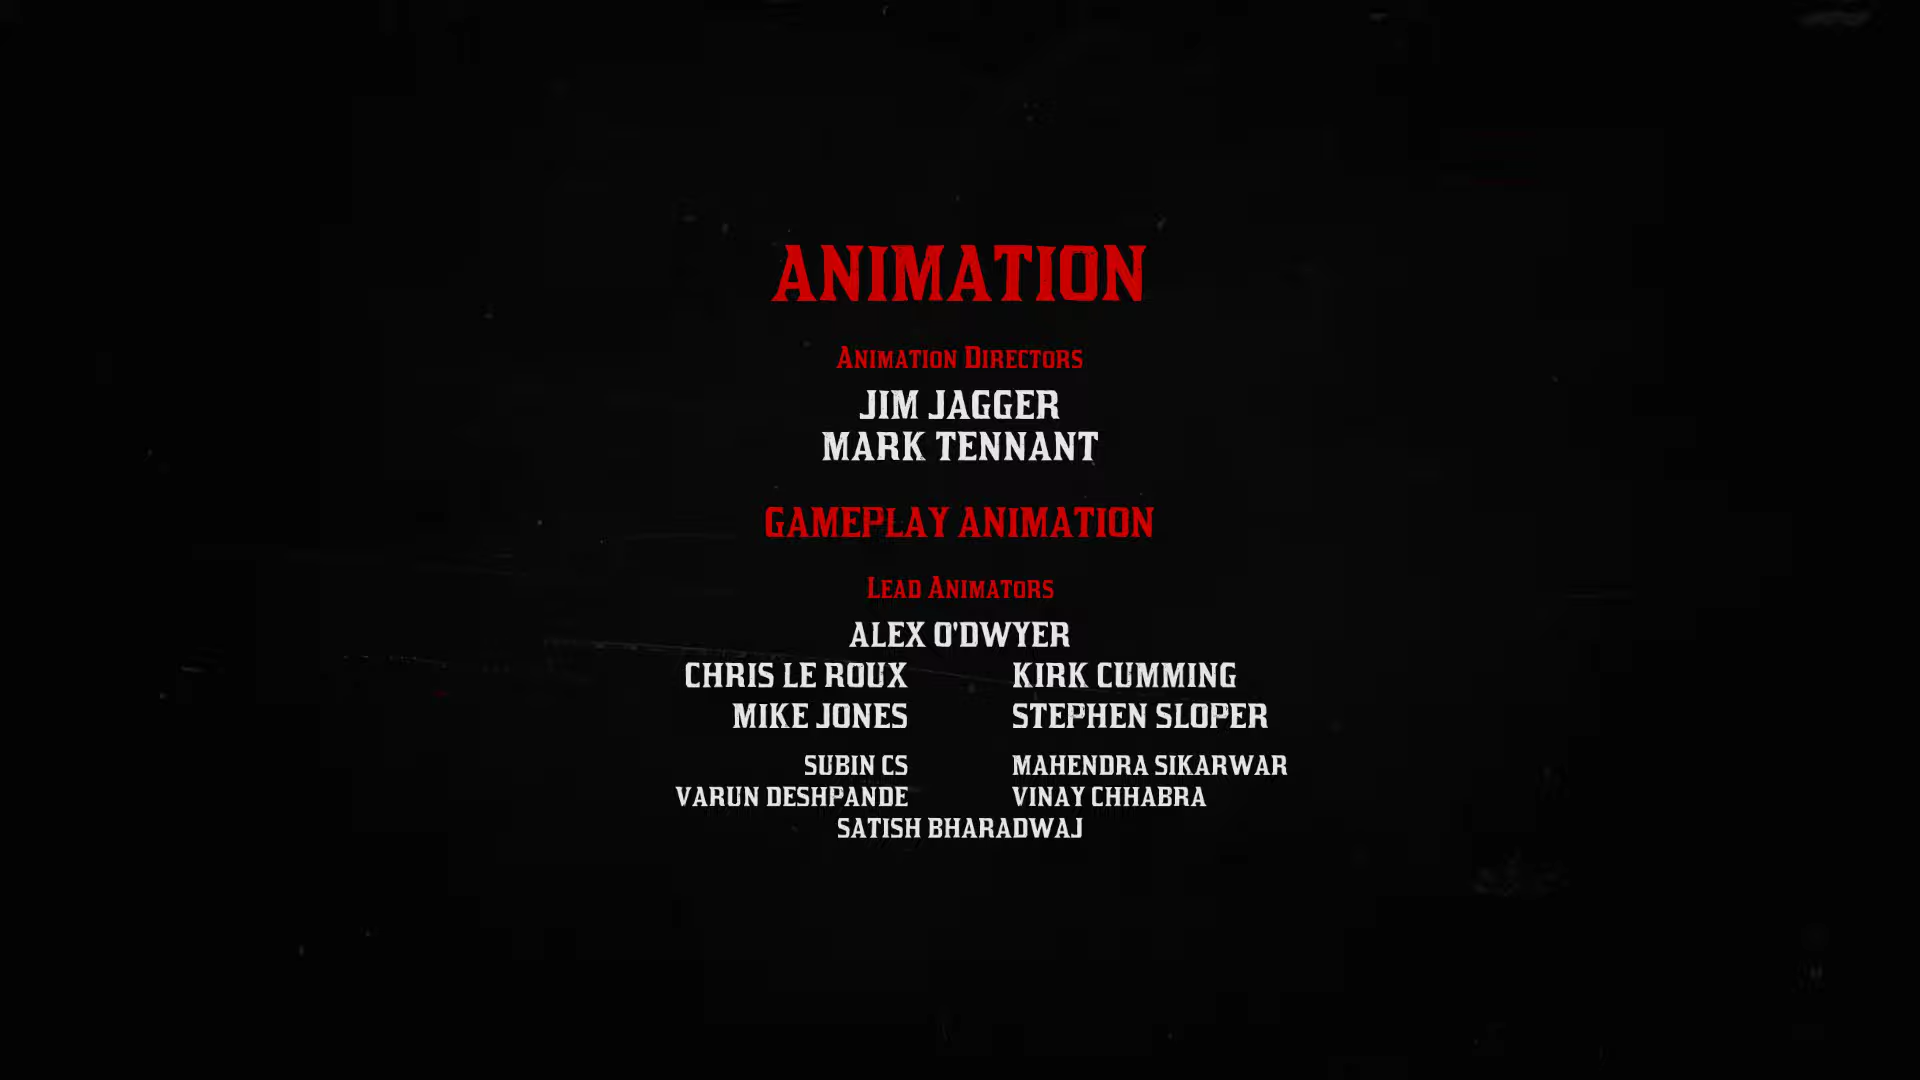 ANIMATION
ANIMATION DIRECTORS
JIM JAGGER
MARK TENNANT
GAMEPLAY ANIMATION
LEAD ANIMATORS
ALEX O'DWYER
CHRIS LE ROUX KIRK CUMMING
MIKE JONES STEPHEN SLOPER
SUBIN CS MAHENDRA SIKARWAR
VARUN DESHPANDE VINAY CHHABRA
SATISH BHARADWAJ